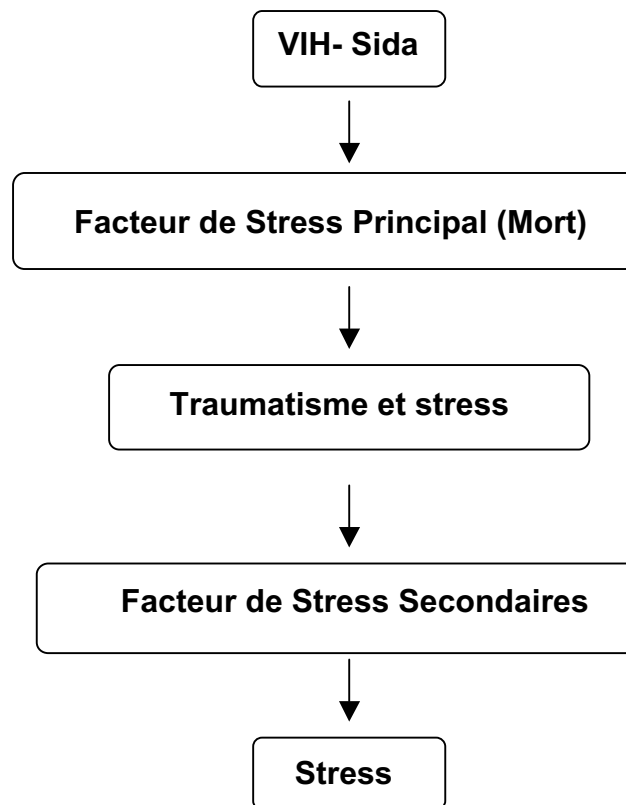 VIH- Sida
Facteur de Stress Principal (Mort)
Traumatisme et stress
Facteur de Stress Secondaires
Stress